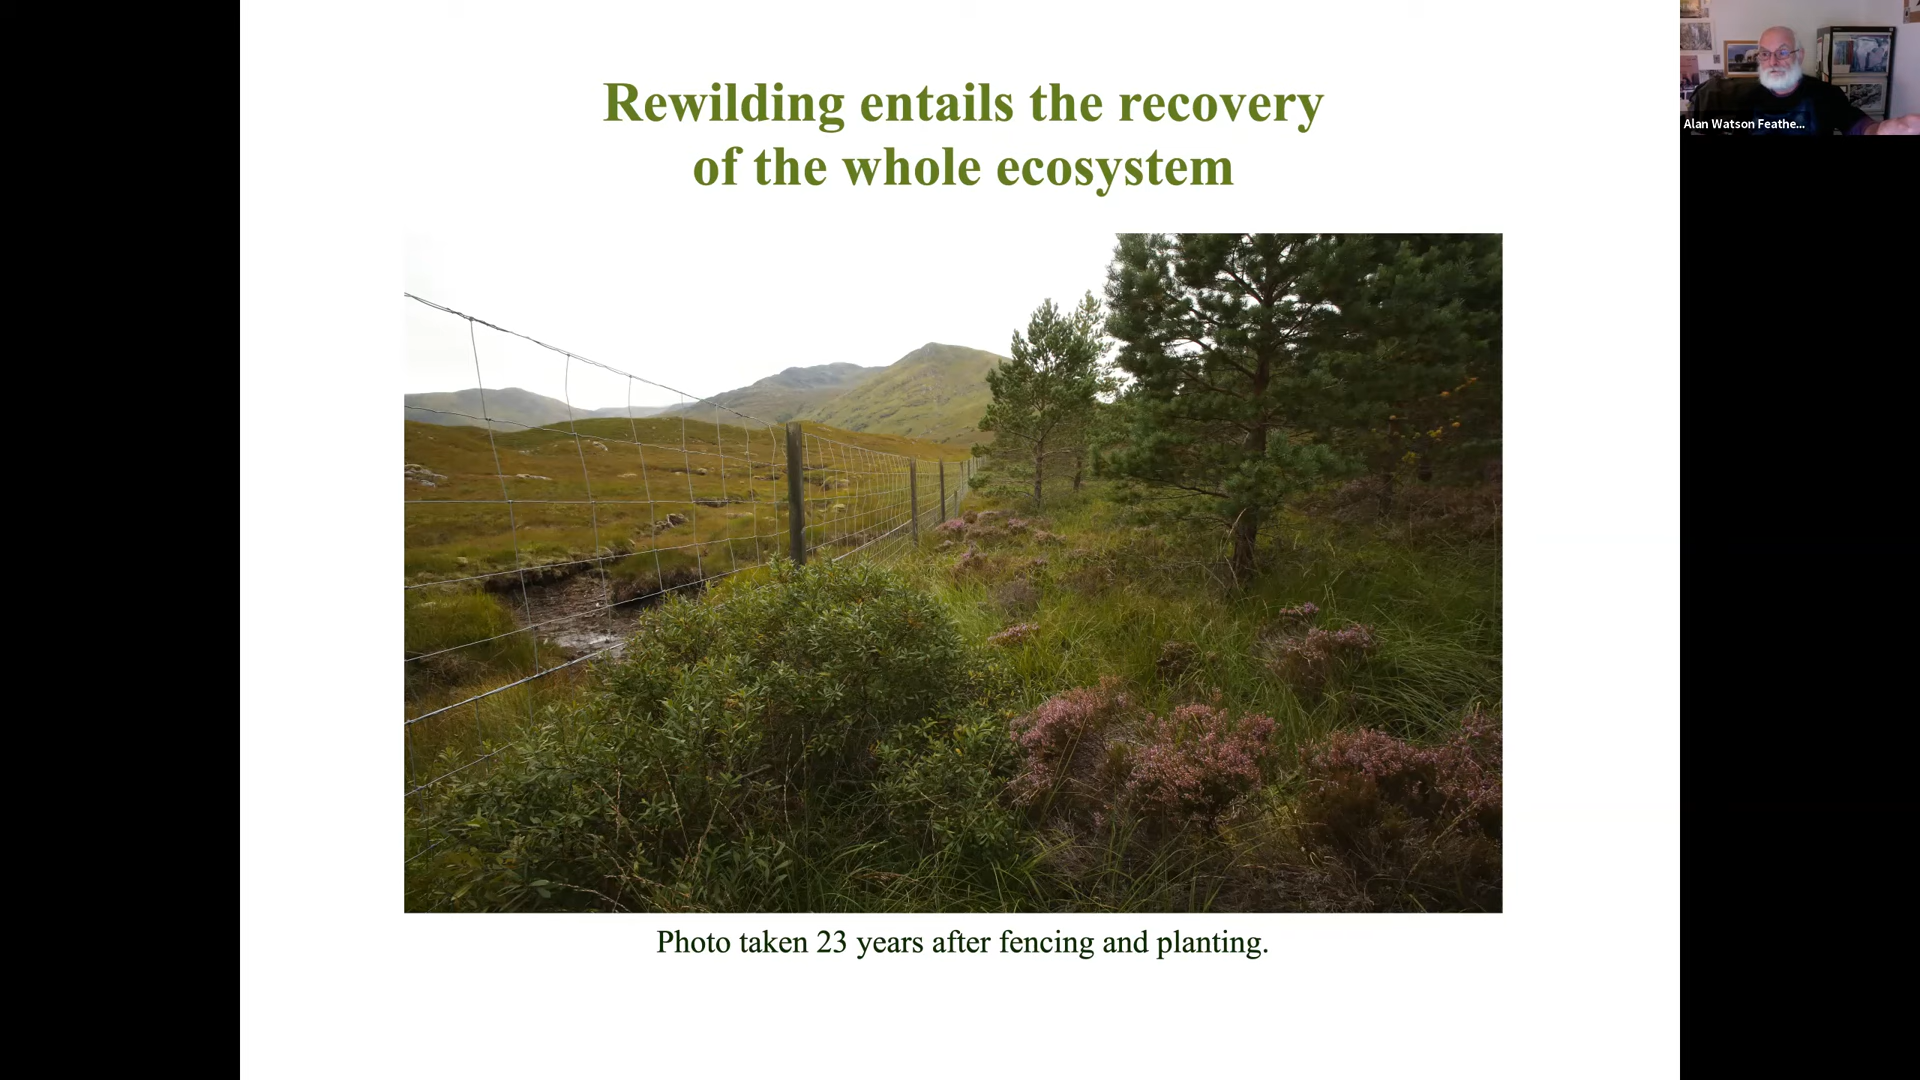 Rewilding entails the recovery
of the whole ecosystem
Alan Watson Feathe...
Photo taken 23 years after fencing and planting.